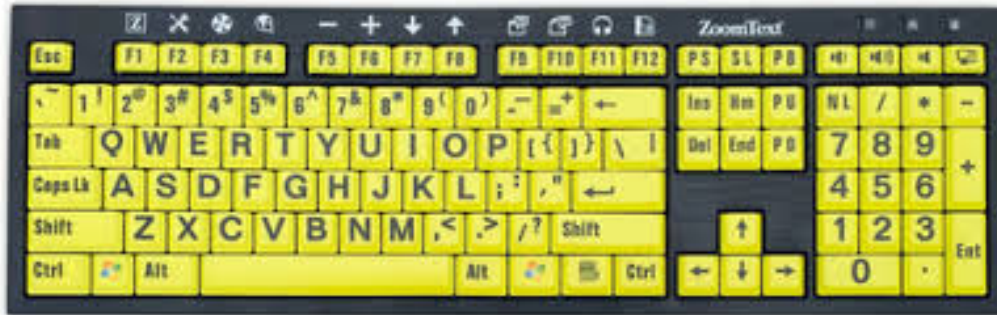 ZoomText
Esc F1 F2 F3 F4 F5 F6 F7 F8 F9 F10 F11 F12 PS SL PB
` ~ 1 ! 2 @ 3 # 4 $ 5 % 6 ^ 7 & 8 * 9 ( 0 ) - _ = + ← Ins Hm PU NL / * -
Tab Q W E R T Y U I O P [ { ] } \ | Del End PD 7 8 9 +
Caps Lk A S D F G H J K L ; : ' " 4 5 6
Shift Z X C V B N M , < . > / ? Shift ↑ 1 2 3 Ent
Ctrl Alt Alt Ctrl ← ↓ → 0 .